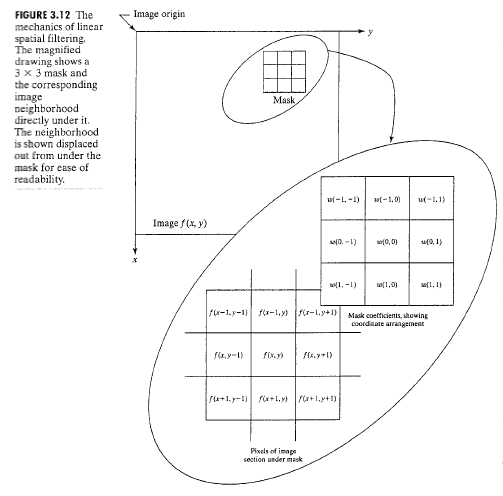 FIGURE 3.12 The
mechanics of linear
spatial filtering.
The magnified
drawing shows a
3 × 3 mask and
the corresponding
image
neighborhood
directly under it.
The neighborhood
is shown displaced
out from under the
mask for ease of
readability.
Image origin
y
Mask
Image f(x, y)
x
w(−1, −1) w(−1, 0) w(−1, 1)
w(0, −1) w(0, 0) w(0, 1)
w(1, −1) w(1, 0) w(1, 1)
Mask coefficients, showing
coordinate arrangement
f(x−1, y−1) f(x−1, y) f(x−1, y+1)
f(x, y−1) f(x, y) f(x, y+1)
f(x+1, y−1) f(x+1, y) f(x+1, y+1)
Pixels of image
section under mask